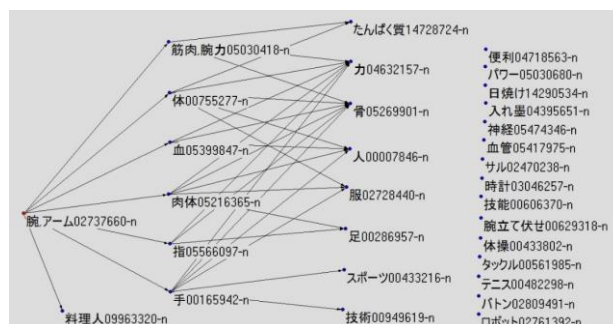 たんぱく質14728724-n
筋肉,腕力05030418-n
力04632157-n
体00755277-n
骨05269901-n
血05399847-n
人00007846-n
肉体05216365-n
服02728440-n
腕,アーム02737660-n
足00286957-n
指05566097-n
スポーツ00433216-n
手00165942-n
料理人09963320-n
技術00949619-n
便利04718563-n
パワー05030680-n
日焼け14290534-n
入れ墨04395651-n
神経05474346-n
血管05417975-n
サル02470238-n
時計03046257-n
技能00606370-n
腕立て伏せ00629318-n
体操00433802-n
タックル00561985-n
テニス00482298-n
バトン02809491-n
ロボット02761392-n